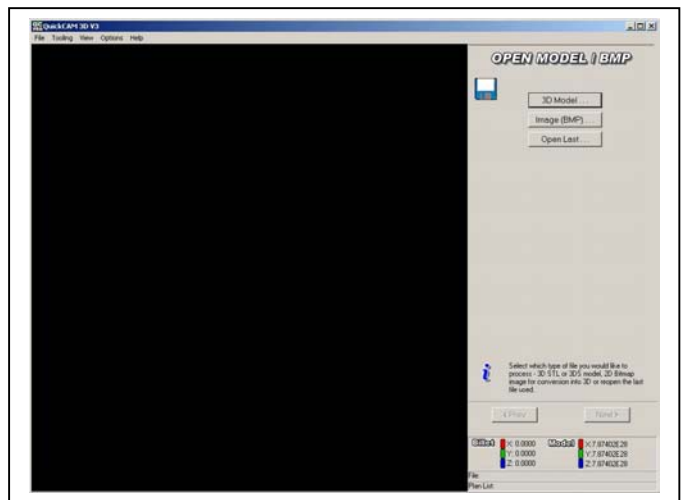 QuickCAM 3D V3
File Tooling View Options Help
OPEN MODEL / BMP
3D Model . . .
Image (BMP) . . .
Open Last . . .
Select which type of file you would like to
process - 3D STL or 3DS model, 2D Bitmap
image for conversion into 3D or reopen the last
file used.
Prev
Next
Billet X: 0.0000 Model X:7.87402E28
Y: 0.0000 Y:7.87402E28
Z: 0.0000 Z:7.87402E28
File:
Plan List: